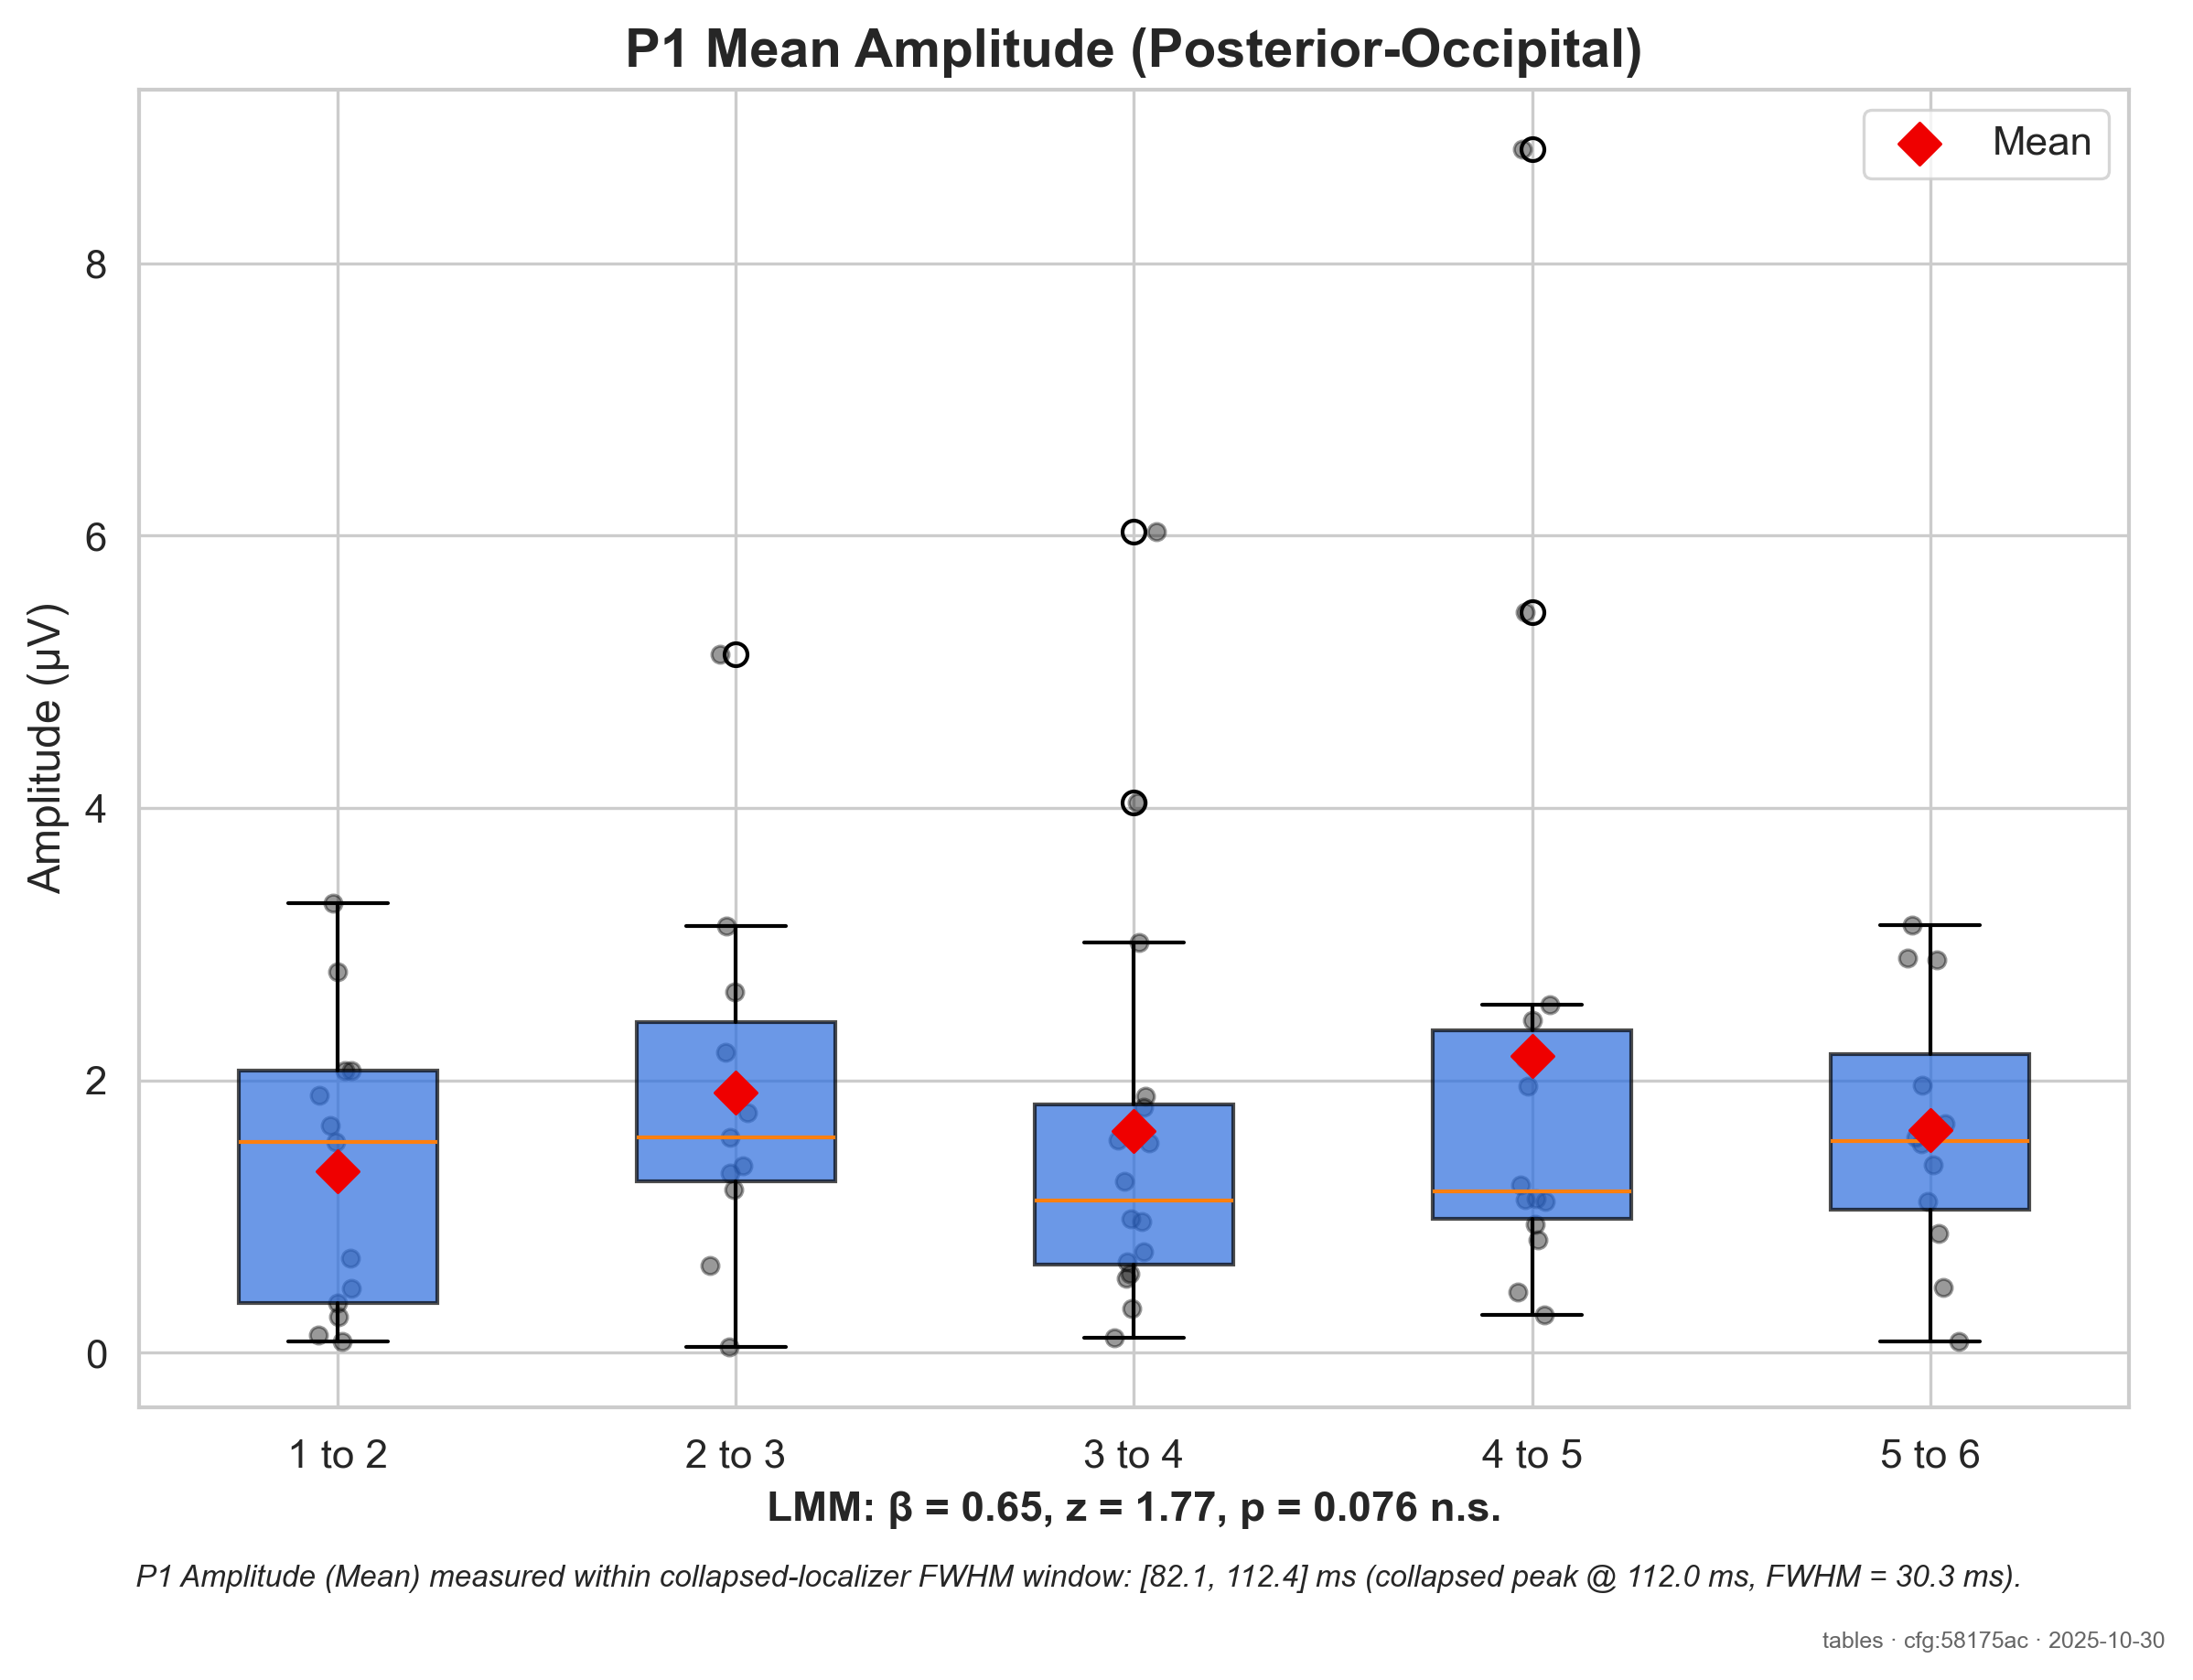 P1 Mean Amplitude (Posterior-Occipital)
Mean
Amplitude (µV)
8
6
4
2
0
1 to 2
2 to 3
3 to 4
4 to 5
5 to 6
LMM: β = 0.65, z = 1.77, p = 0.076 n.s.
P1 Amplitude (Mean) measured within collapsed-localizer FWHM window: [82.1, 112.4] ms (collapsed peak @ 112.0 ms, FWHM = 30.3 ms).
tables · cfg:58175ac · 2025-10-30